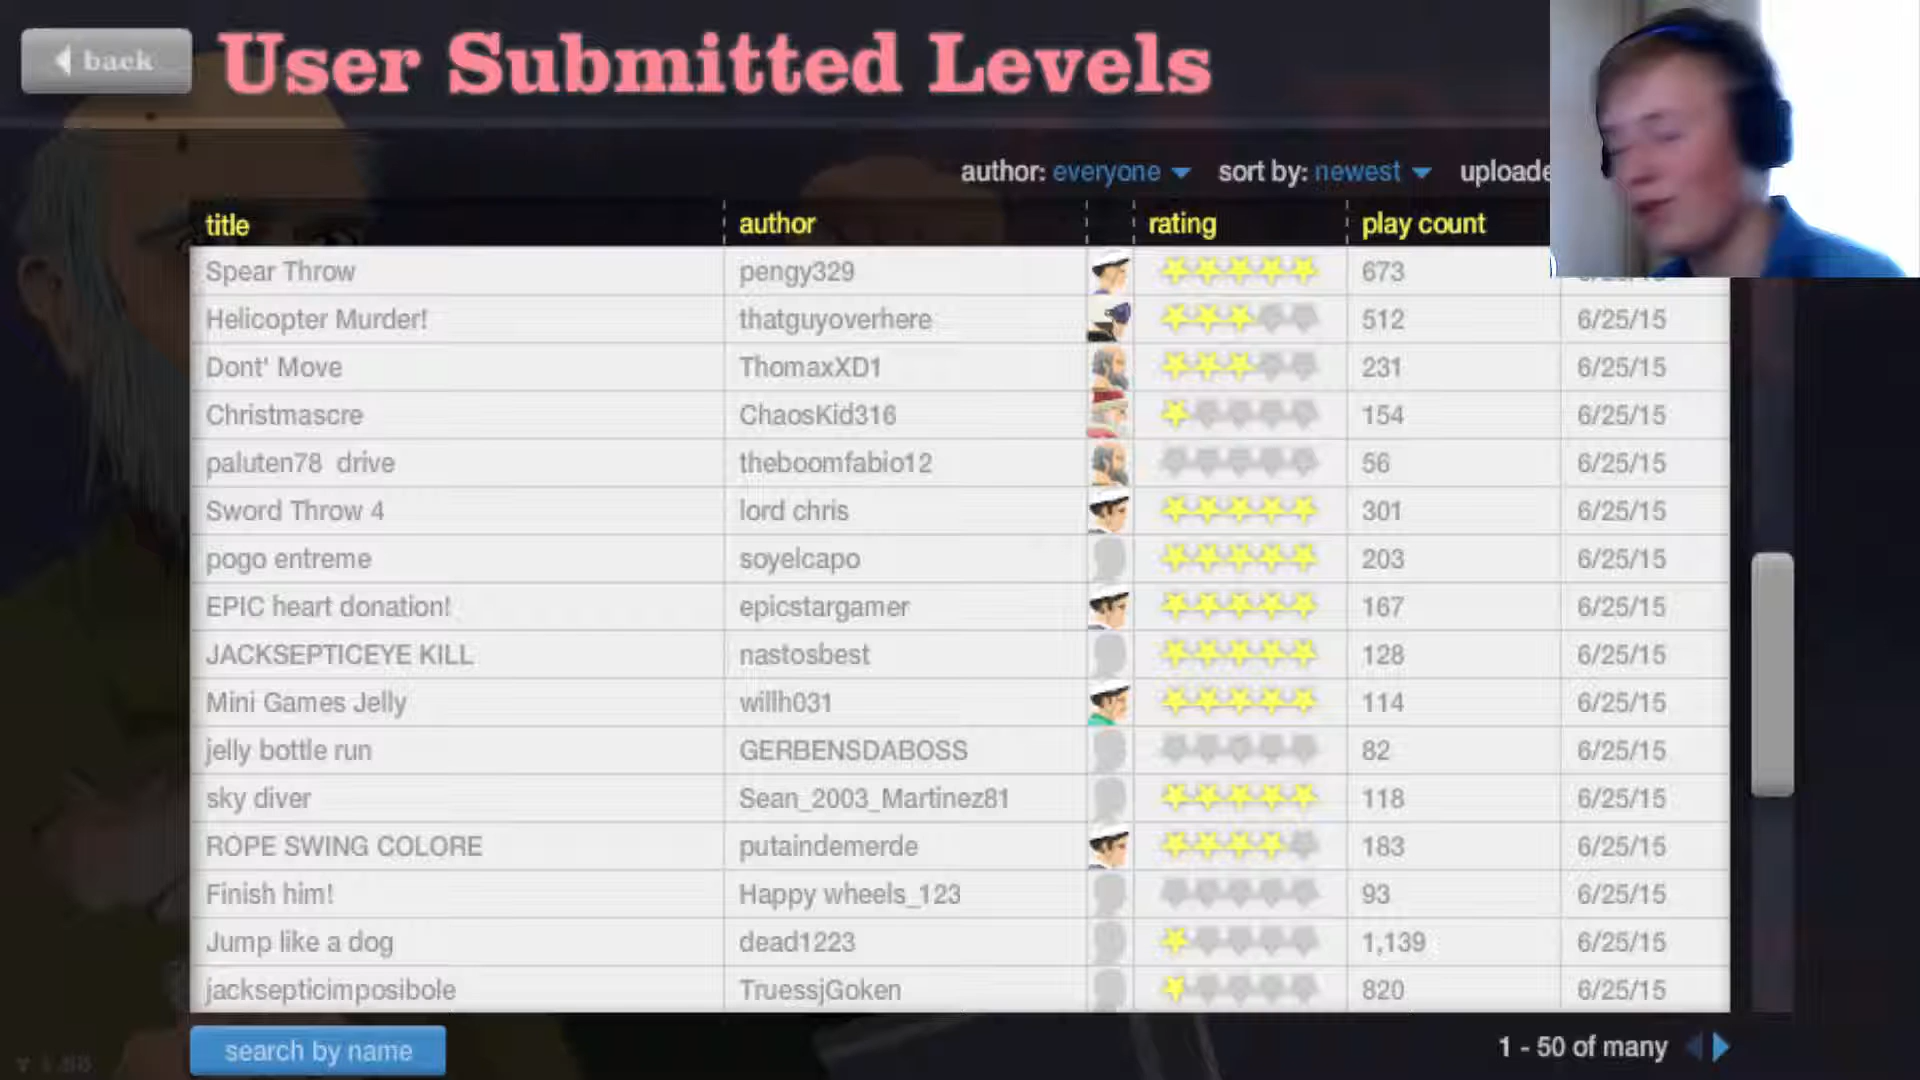 back
User Submitted Levels
author: everyone sort by: newest uploade
title author rating play count
Spear Throw pengy329 673
Helicopter Murder! thatguyoverhere 512 6/25/15
Dont' Move ThomaxXD1 231 6/25/15
Christmascre ChaosKid316 154 6/25/15
paluten78 drive theboomfabio12 56 6/25/15
Sword Throw 4 lord chris 301 6/25/15
pogo entreme soyelcapo 203 6/25/15
EPIC heart donation! epicstargamer 167 6/25/15
JACKSEPTICEYE KILL nastosbest 128 6/25/15
Mini Games Jelly willh031 114 6/25/15
jelly bottle run GERBENSDABOSS 82 6/25/15
sky diver Sean_2003_Martinez81 118 6/25/15
ROPE SWING COLORE putaindemerde 183 6/25/15
Finish him! Happy wheels_123 93 6/25/15
Jump like a dog dead1223 1,139 6/25/15
jacksepticimposibole TruessjGoken 820 6/25/15
search by name 1 - 50 of many